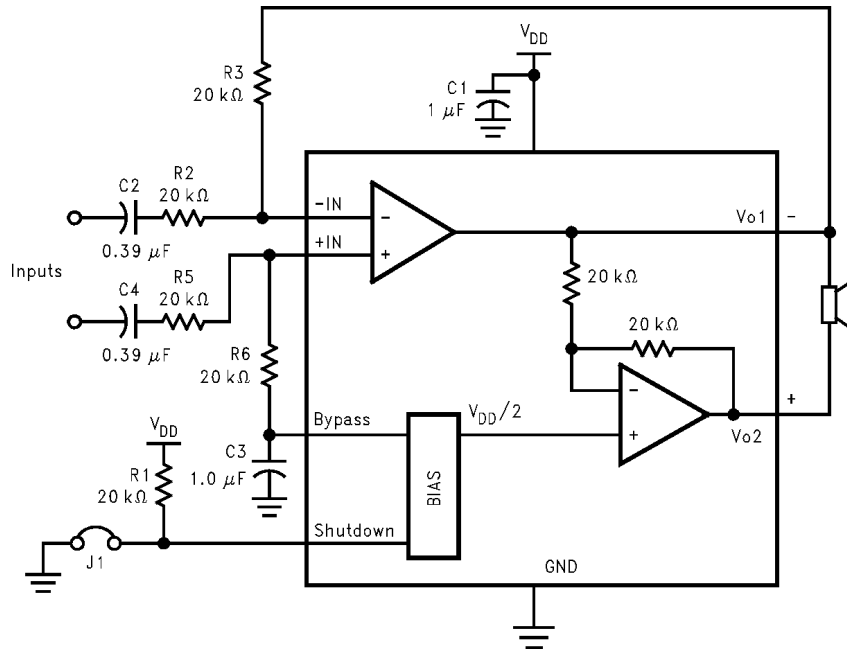 V_DD
R3
20 kΩ
C1
1 μF
C2
0.39 μF
R2
20 kΩ
-IN
-
+IN
+
Vo1
-
Inputs
C4
0.39 μF
R5
20 kΩ
20 kΩ
20 kΩ
R6
20 kΩ
-
+
Vo2
+
Bypass
V_DD/2
BIAS
C3
1.0 μF
V_DD
R1
20 kΩ
Shutdown
J1
GND